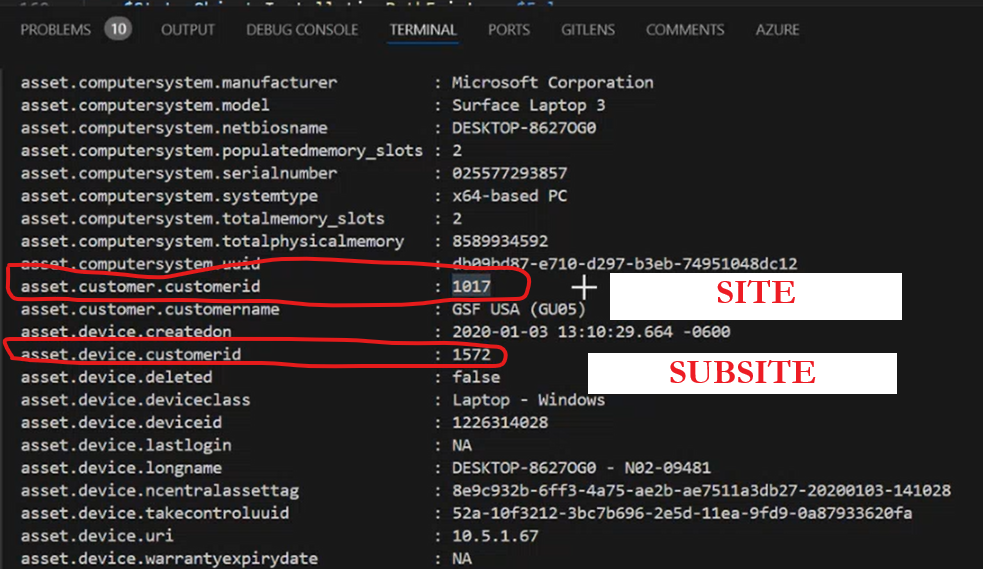 PROBLEMS 10 OUTPUT DEBUG CONSOLE TERMINAL PORTS GITLENS COMMENTS AZURE
asset.computersystem.manufacturer : Microsoft Corporation
asset.computersystem.model : Surface Laptop 3
asset.computersystem.netbiosname : DESKTOP-8627OG0
asset.computersystem.populatedmemory_slots : 2
asset.computersystem.serialnumber : 025577293857
asset.computersystem.systemtype : x64-based PC
asset.computersystem.totalmemory_slots : 2
asset.computersystem.totalphysicalmemory : 8589934592
asset.computersystem.uuid : db09bd87-e710-d297-b3eb-74951048dc12
asset.customer.customerid : 1017 SITE
asset.customer.customername : GSF USA (GU05)
asset.device.createdon : 2020-01-03 13:10:29.664 -0600
asset.device.customerid : 1572
asset.device.deleted : false SUBSITE
asset.device.deviceclass : Laptop - Windows
asset.device.deviceid : 1226314028
asset.device.lastlogin : NA
asset.device.longname : DESKTOP-8627OG0 - N02-09481
asset.device.ncentralassettag : 8e9c932b-6ff3-4a75-ae2b-ae7511a3db27-20200103-141028
asset.device.takecontroluuid : 52a-10f3212-3bc7b696-2e5d-11ea-9fd9-0a87933620fa
asset.device.uri : 10.5.1.67
asset.device.warrantyexpirydate : NA